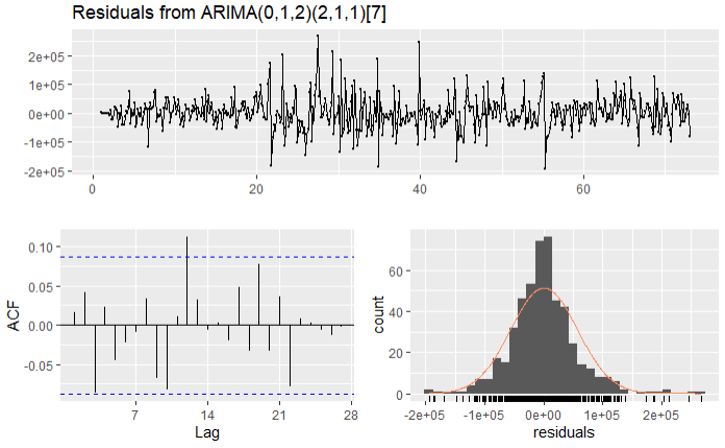 Residuals from ARIMA(0,1,2)(2,1,1)[7]
2e+05
1e+05
0e+00
-1e+05
-2e+05
0 20 40 60
0.10
0.05
0.00
-0.05
ACF
7 14 21 28
Lag
60
40
20
0
count
-2e+05 -1e+05 0e+00 1e+05 2e+05
residuals